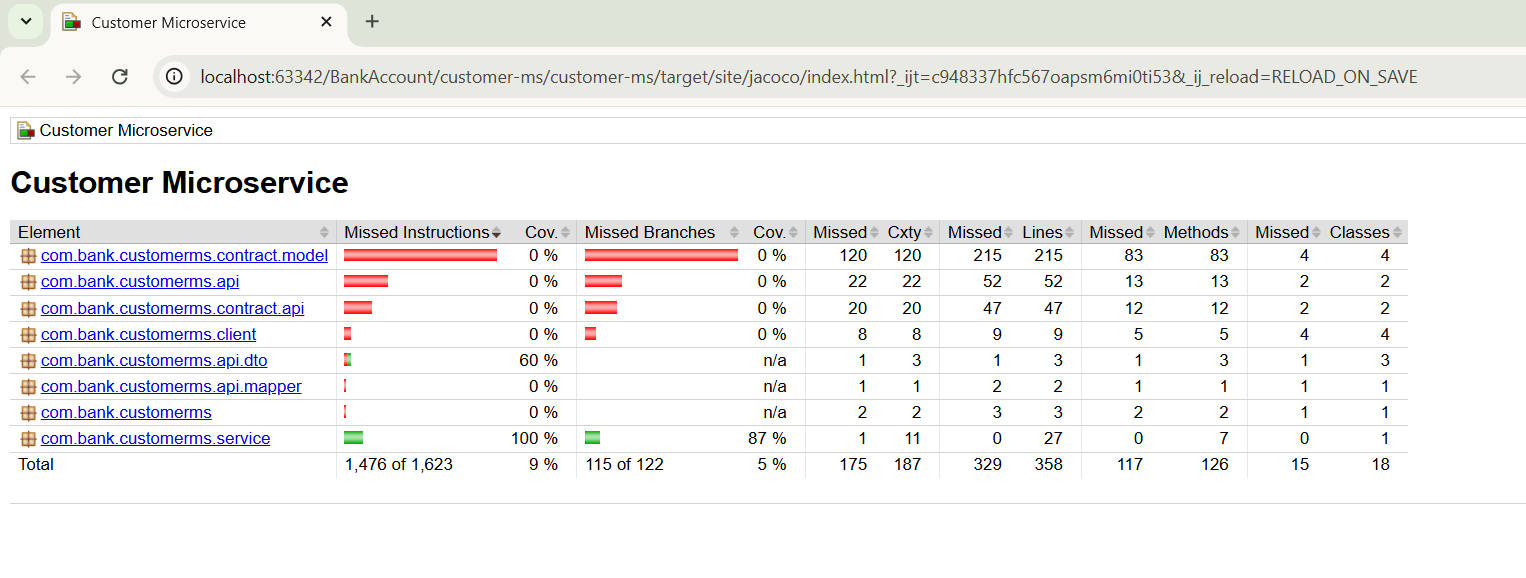 Customer Microservice
localhost:63342/BankAccount/customer-ms/customer-ms/target/site/jacoco/index.html?_ijt=c948337hfc567oapsm6mi0ti53&_ij_reload=RELOAD_ON_SAVE
Customer Microservice
Customer Microservice
Element Missed Instructions Cov. Missed Branches Cov. Missed Cxty Missed Lines Missed Methods Missed Classes
com.bank.customerms.contract.model 0 % 0 % 120 120 215 215 83 83 4 4
com.bank.customerms.api 0 % 0 % 22 22 52 52 13 13 2 2
com.bank.customerms.contract.api 0 % 0 % 20 20 47 47 12 12 2 2
com.bank.customerms.client 0 % 0 % 8 8 9 9 5 5 4 4
com.bank.customerms.api.dto 60 % n/a 1 3 1 3 1 3 1 3
com.bank.customerms.api.mapper 0 % n/a 1 1 2 2 1 1 1 1
com.bank.customerms 0 % n/a 2 2 3 3 2 2 1 1
com.bank.customerms.service 100 % 87 % 1 11 0 27 0 7 0 1
Total 1,476 of 1,623 9 % 115 of 122 5 % 175 187 329 358 117 126 15 18